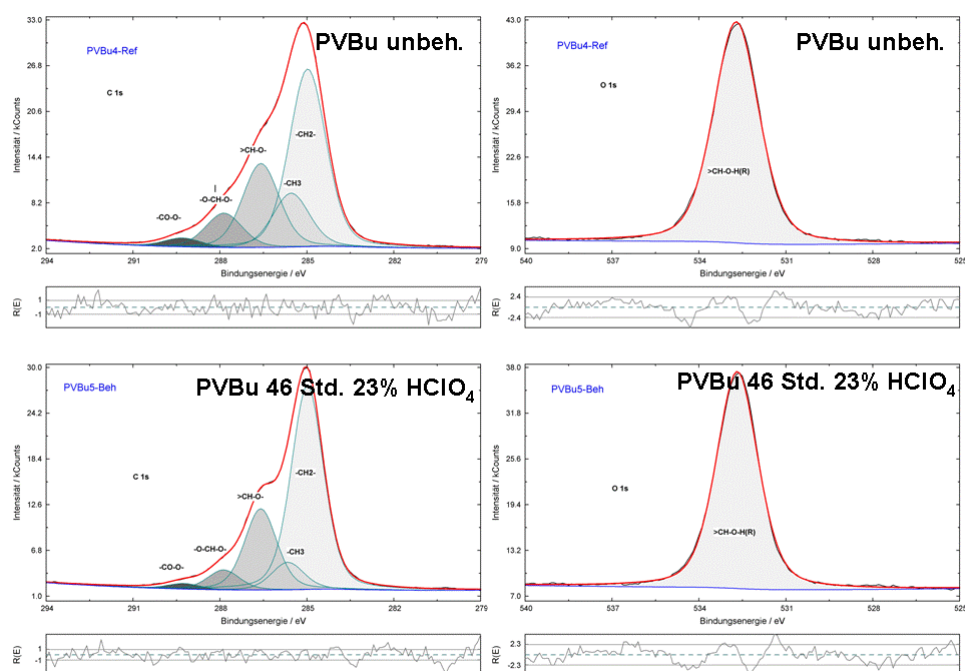 PVBu unbeh.
PVBu4-Ref
C 1s
Intensität / kCounts
33.0
26.8
20.6
14.4
8.2
2.0
-CH2-
>CH-O-
-CH3
-O-CH-O-
-CO-O-
294
291
288
285
282
279
Bindungsenergie / eV
R(E)
1
-1
PVBu unbeh.
PVBu4-Ref
O 1s
Intensität / kCounts
43.0
36.2
29.4
22.6
15.8
9.0
>CH-O-H(R)
540
537
534
531
528
525
Bindungsenergie / eV
R(E)
2.4
-2.4
PVBu 46 Std. 23% HClO4
PVBu5-Beh
C 1s
Intensität / kCounts
30.0
24.2
18.4
12.6
6.8
1.0
-CH2-
>CH-O-
-O-CH-O-
-CH3
-CO-O-
294
291
288
285
282
279
Bindungsenergie / eV
R(E)
1
-1
PVBu 46 Std. 23% HClO4
PVBu5-Beh
O 1s
Intensität / kCounts
38.0
31.8
25.6
19.4
13.2
7.0
>CH-O-H(R)
540
537
534
531
528
525
Bindungsenergie / eV
R(E)
2.3
-2.3